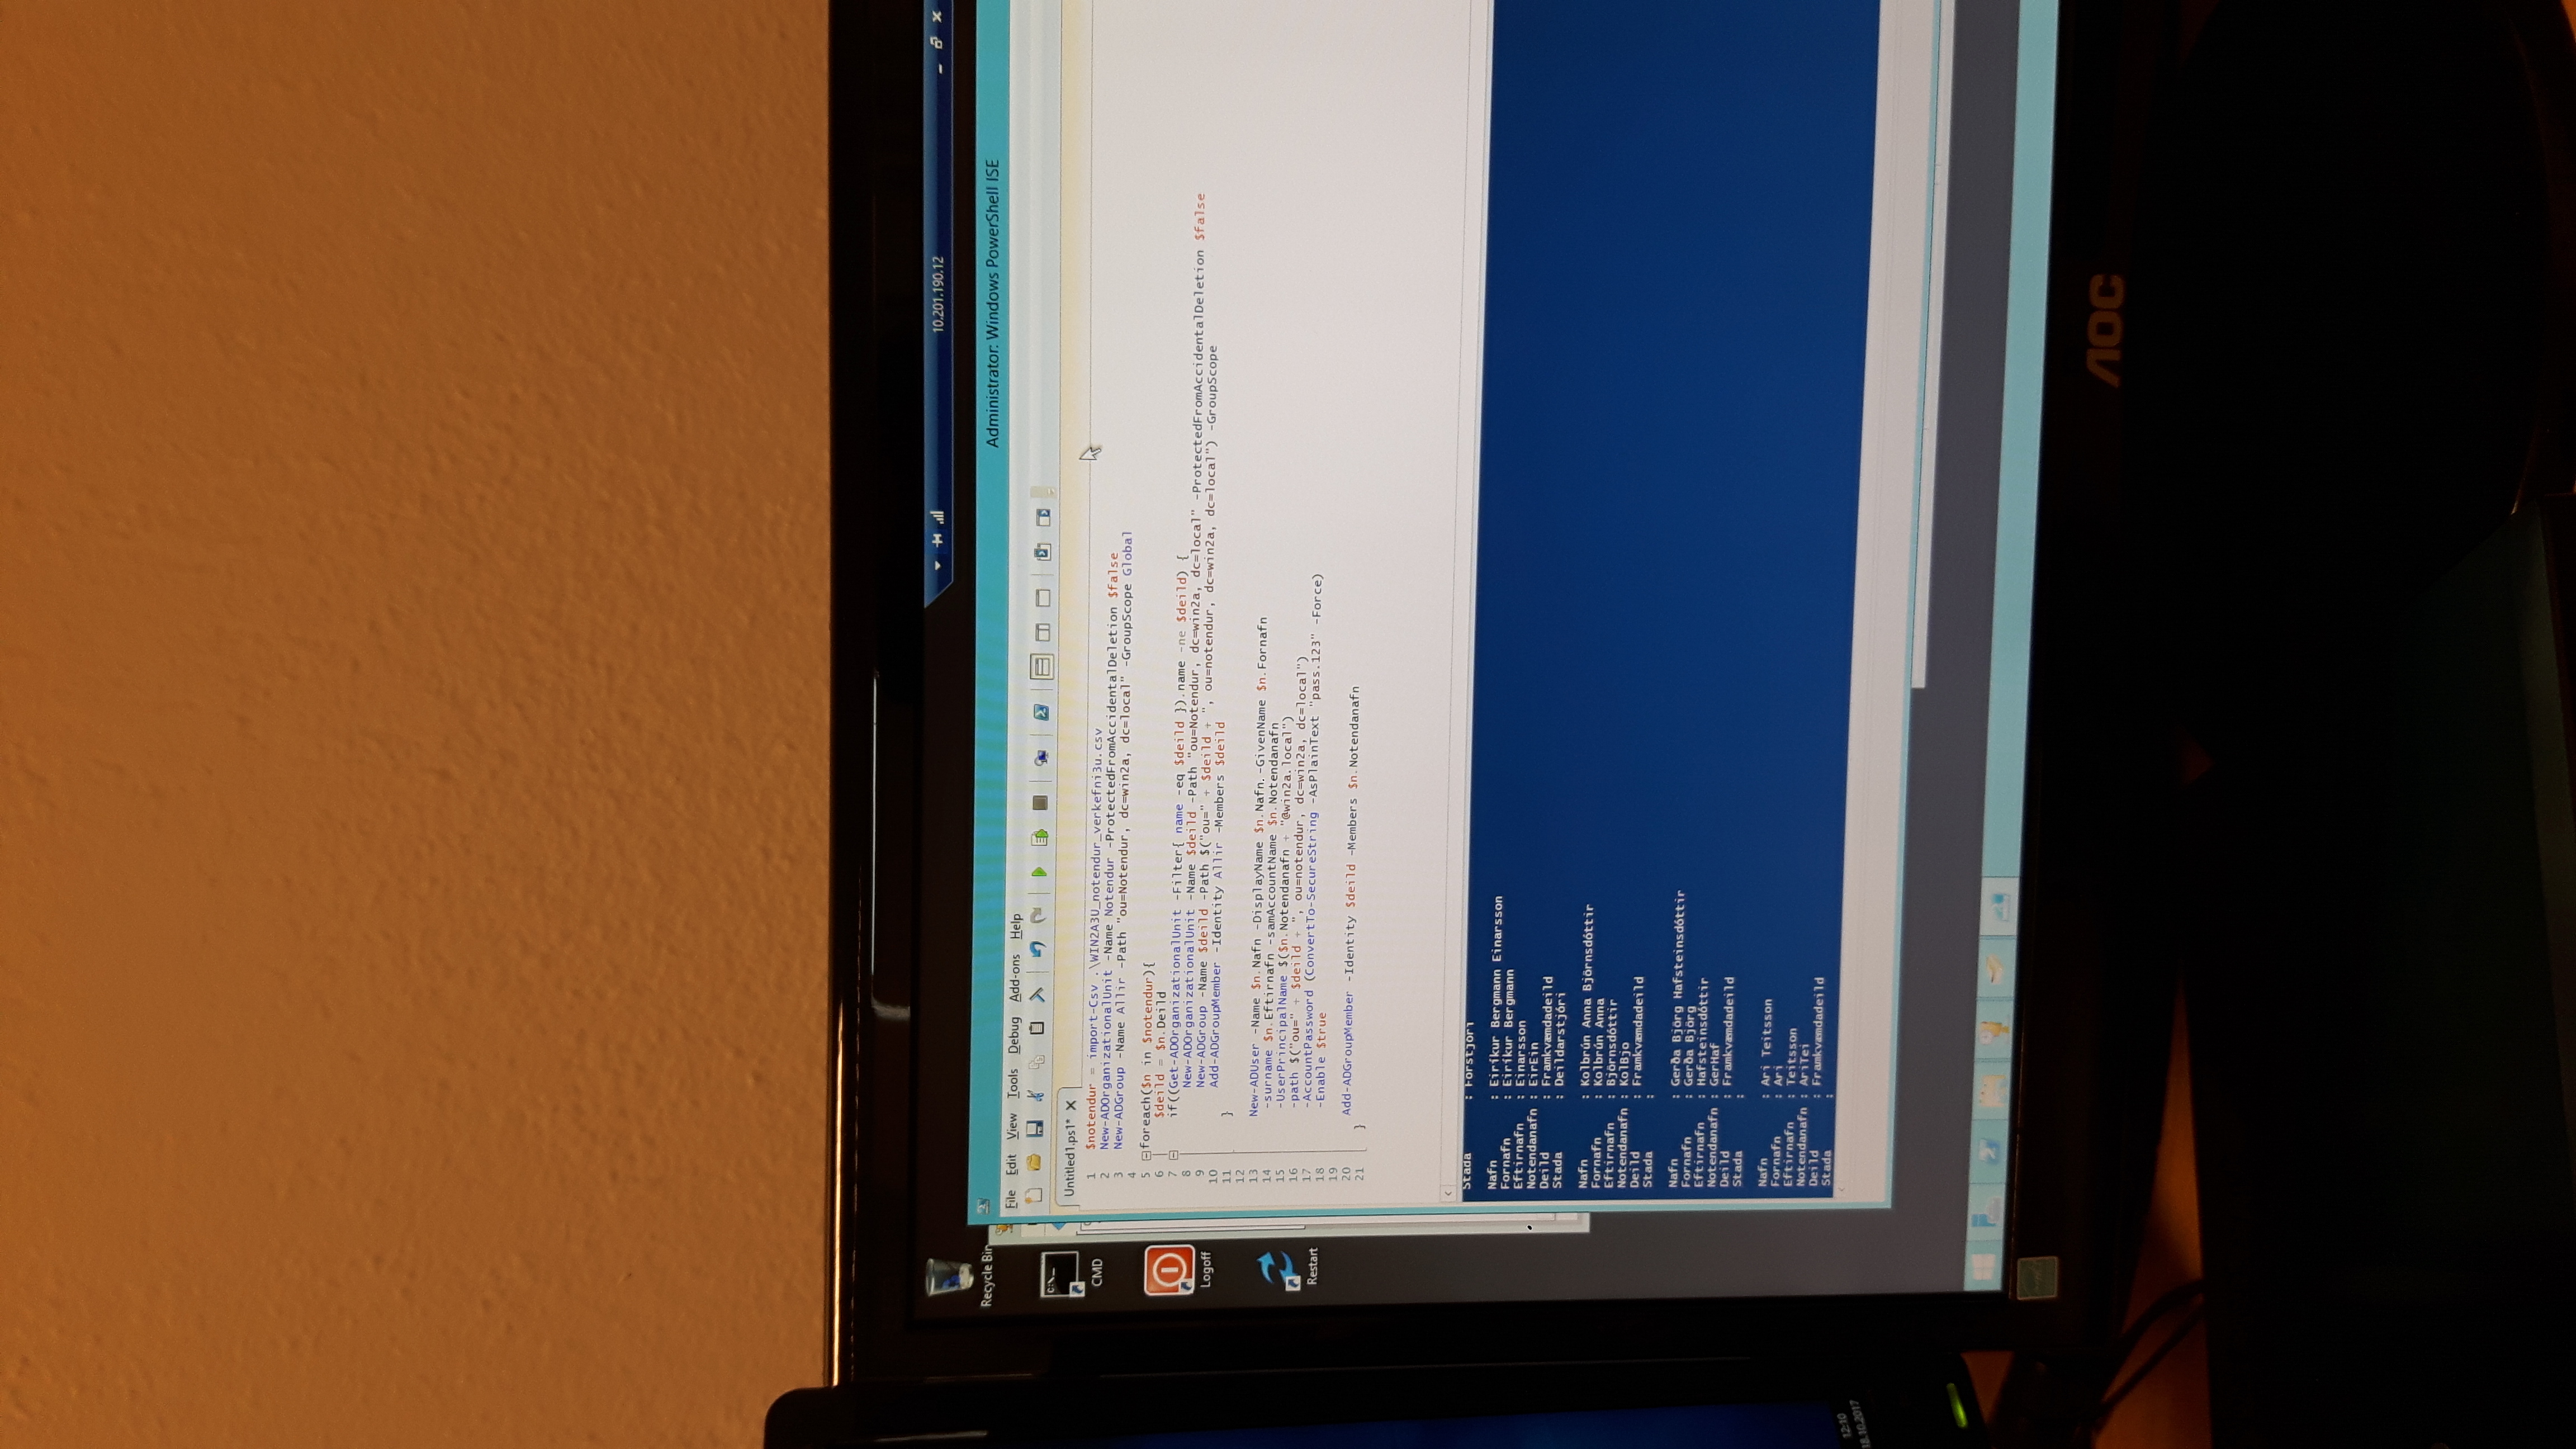 10.201.190.12
Recycle Bin
Administrator: Windows PowerShell ISE
File Edit View Tools Debug Add-ons Help
CMD
Logoff
Restart
Untitled1.ps1* X
1 $notendur = import-Csv .\WIN2A3U_notendur_verkefni3u.csv
2 New-ADOrganizationalUnit -Name Notendur -ProtectedFromAccidentalDeletion $false
3 New-ADGroup -Name Allir -Path "ou=Notendur, dc=win2a, dc=local" -GroupScope Global
4
5 foreach($n in $notendur){
6 $deild = $n.Deild
7 if((Get-ADOrganizationalUnit -Filter{ name -eq $deild }).name -ne $deild) {
8 New-ADOrganizationalUnit -Name $deild -Path "ou=Notendur, dc=win2a, dc=local" -ProtectedFromAccidentalDeletion $false
9 New-ADGroup -Name $deild -Path $("ou=" + $deild + ", ou=notendur, dc=win2a, dc=local") -GroupScope
10 Add-ADGroupMember -Identity Allir -Members $deild
11 }
12
13 New-ADUser -Name $n.Nafn -DisplayName $n.Nafn. -GivenName $n.Fornafn
14 -surname $n.Eftirnafn -samAccountName $n.Notendanafn
15 -UserPrincipalName $($n.Notendanafn + "@win2a.local")
16 -path $("ou=" + $deild + ", ou=notendur, dc=win2a, dc=local")
17 -AccountPassword (ConvertTo-SecureString -AsPlainText "pass.123" -Force)
18 -Enable $true
19
20 Add-ADGroupMember -Identity $deild -Members $n.Notendanafn
21 }
Stada : Forstjóri
Nafn : Eiríkur Bergmann Einarsson
Fornafn : Eiríkur Bergmann
Eftirnafn : Einarsson
Notendanafn : EirEin
Deild : Framkvæmdadeild
Stada : Deildarstjóri
Nafn : Kolbrún Anna Björnsdóttir
Fornafn : Kolbrún Anna
Eftirnafn : Björnsdóttir
Notendanafn : KolBjo
Deild : Framkvæmdadeild
Stada :
Nafn : Gerða Björg Hafsteinsdóttir
Fornafn : Gerða Björg
Eftirnafn : Hafsteinsdóttir
Notendanafn : GerHaf
Deild : Framkvæmdadeild
Stada :
Nafn : Ari Teitsson
Fornafn : Ari
Eftirnafn : Teitsson
Notendanafn : AriTei
Deild : Framkvæmdadeild
Stada :
12:10
18.10.2017
AOC